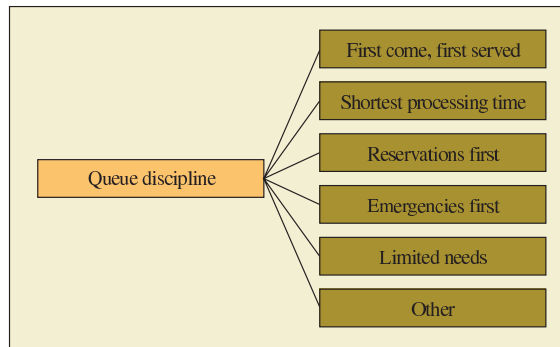 Queue discipline
First come, first served
Shortest processing time
Reservations first
Emergencies first
Limited needs
Other